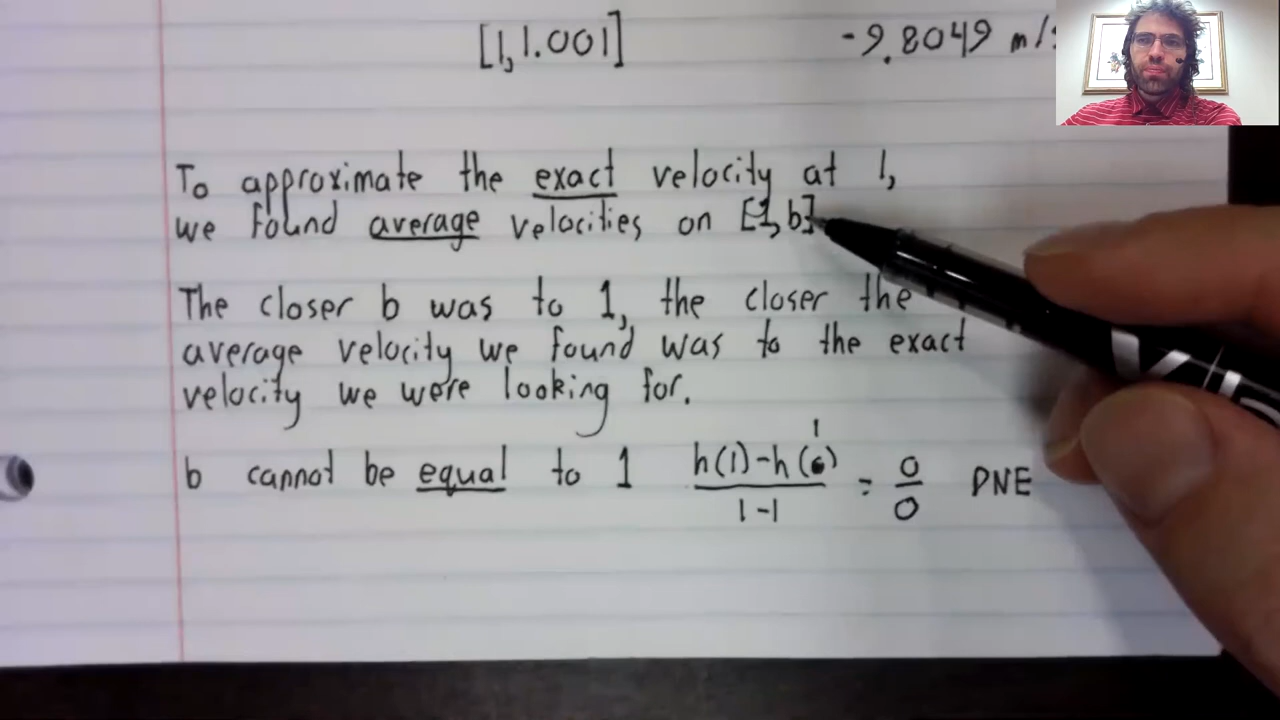 [1, 1.001] -9.8049 m/s
To approximate the exact velocity at 1,
we found average velocities on [1, b]
The closer b was to 1, the closer the
average velocity we found was to the exact
velocity we were looking for.
b cannot be equal to 1 h(1)-h(1) / 1-1 = 0/0 DNE